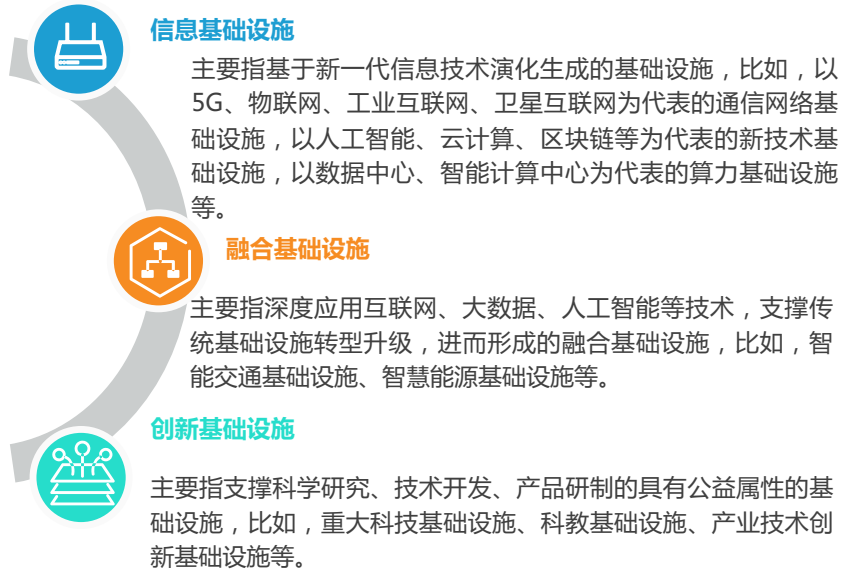 信息基础设施
主要指基于新一代信息技术演化生成的基础设施，比如，以
5G、物联网、工业互联网、卫星互联网为代表的通信网络基
础设施，以人工智能、云计算、区块链等为代表的新技术基
础设施，以数据中心、智能计算中心为代表的算力基础设施
等。
融合基础设施
主要指深度应用互联网、大数据、人工智能等技术，支撑传
统基础设施转型升级，进而形成的融合基础设施，比如，智
能交通基础设施、智慧能源基础设施等。
创新基础设施
主要指支撑科学研究、技术开发、产品研制的具有公益属性的基
础设施，比如，重大科技基础设施、科教基础设施、产业技术创
新基础设施等。